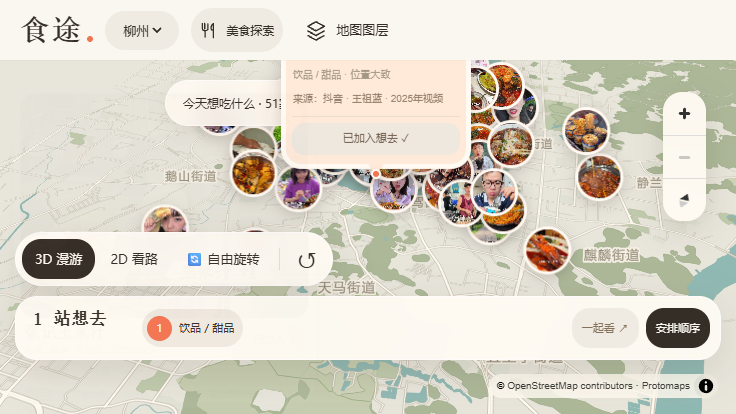 食途
柳州
美食探索
地图图层
饮品 / 甜品 · 位置大致
来源：抖音 · 王祖蓝 · 2025年视频
今天想吃什么 · 51
已加入想去 ✓
鹅山街道
街道
静兰
麒麟街道
天马街道
3D 漫游
2D 看路
自由旋转
1 站想去
1 饮品 / 甜品
一起看 ↗
安排顺序
© OpenStreetMap contributors · Protomaps